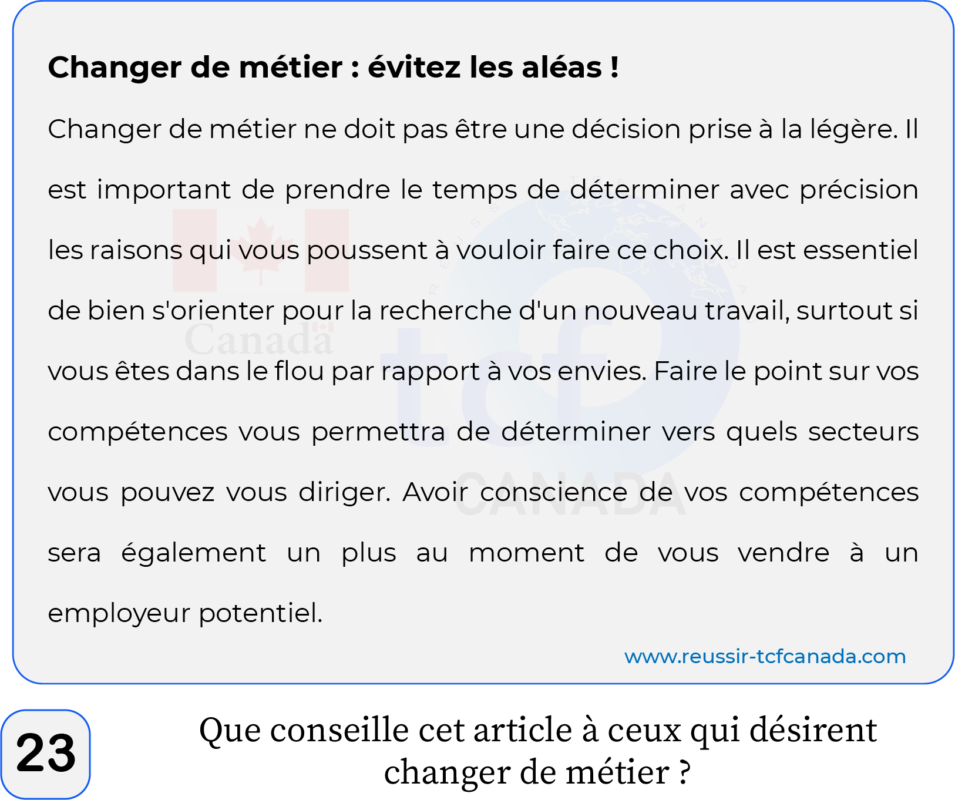 Changer de métier : évitez les aléas !
Changer de métier ne doit pas être une décision prise à la légère. Il
est important de prendre le temps de déterminer avec précision
les raisons qui vous poussent à vouloir faire ce choix. Il est essentiel
de bien s'orienter pour la recherche d'un nouveau travail, surtout si
vous êtes dans le flou par rapport à vos envies. Faire le point sur vos
compétences vous permettra de déterminer vers quels secteurs
vous pouvez vous diriger. Avoir conscience de vos compétences
sera également un plus au moment de vous vendre à un
employeur potentiel.
Canada
tcf
CANADA
www.reussir-tcfcanada.com
23
Que conseille cet article à ceux qui désirent
changer de métier ?